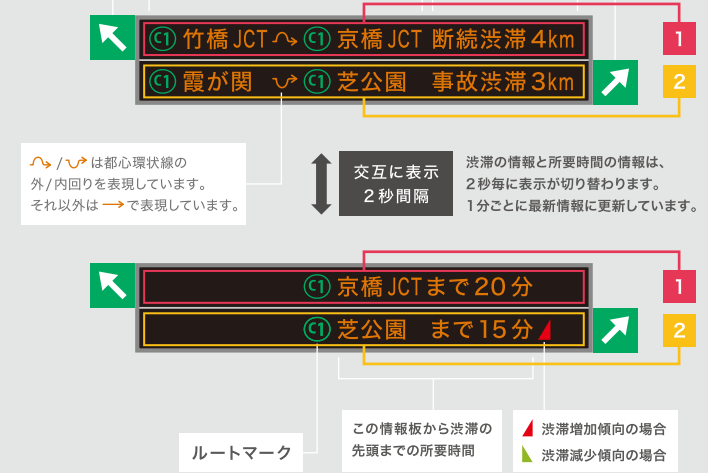 C1 竹橋JCT C1 京橋JCT 断続渋滞4km
1
C1 霞が関 C1 芝公園 事故渋滞3km
2
/ は都心環状線の
外/内回りを表現しています。
それ以外は→で表現しています。
交互に表示
2秒間隔
渋滞の情報と所要時間の情報は、
2秒毎に表示が切り替わります。
1分ごとに最新情報に更新しています。
C1 京橋JCTまで20分
1
C1 芝公園 まで15分
2
ルートマーク
この情報板から渋滞の
先頭までの所要時間
渋滞増加傾向の場合
渋滞減少傾向の場合